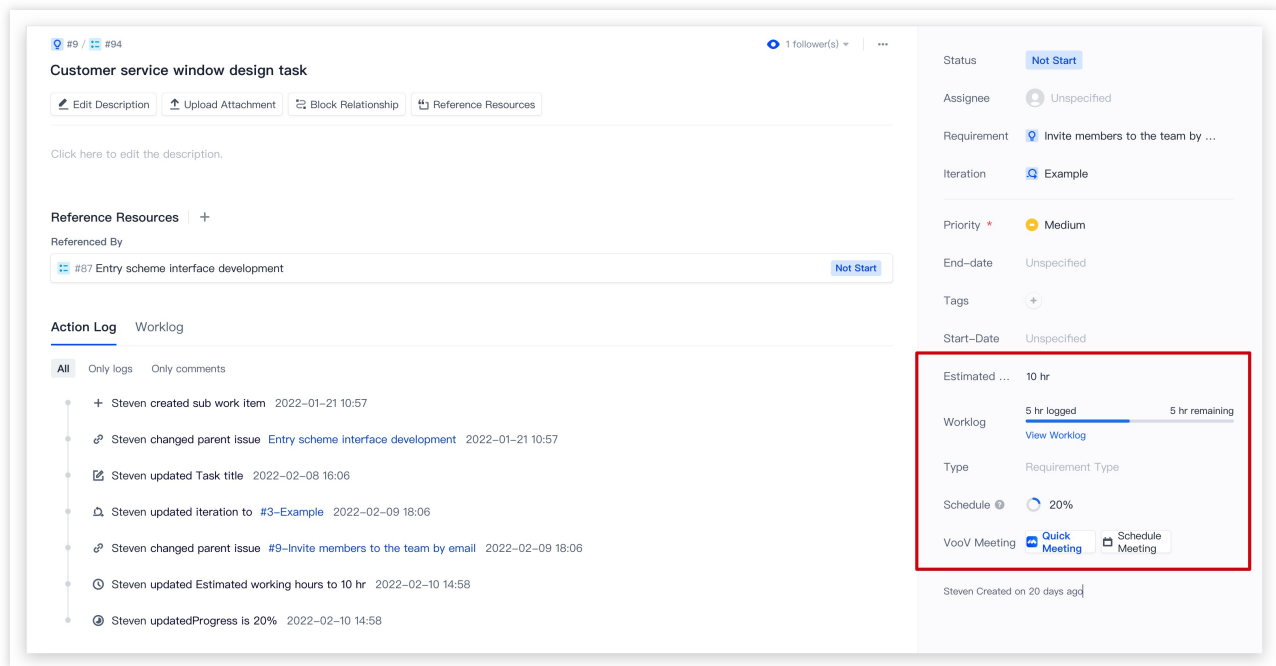 #9 / #94
1 follower(s)
Customer service window design task
Edit Description Upload Attachment Block Relationship Reference Resources
Click here to edit the description.
Reference Resources +
Referenced By
#87 Entry scheme interface development Not Start
Action Log Worklog
All Only logs Only comments
Steven created sub work item 2022-01-21 10:57
Steven changed parent issue Entry scheme interface development 2022-01-21 10:57
Steven updated Task title 2022-02-08 16:06
Steven updated iteration to #3-Example 2022-02-09 18:06
Steven changed parent issue #9-Invite members to the team by email 2022-02-09 18:06
Steven updated Estimated working hours to 10 hr 2022-02-10 14:58
Steven updatedProgress is 20% 2022-02-10 14:58
Status Not Start
Assignee Unspecified
Requirement Invite members to the team by ...
Iteration Example
Priority * Medium
End-date Unspecified
Tags +
Start-Date Unspecified
Estimated ... 10 hr
Worklog 5 hr logged 5 hr remaining
View Worklog
Type Requirement Type
Schedule ? 20%
VooV Meeting Quick Meeting Schedule Meeting
Steven Created on 20 days ago